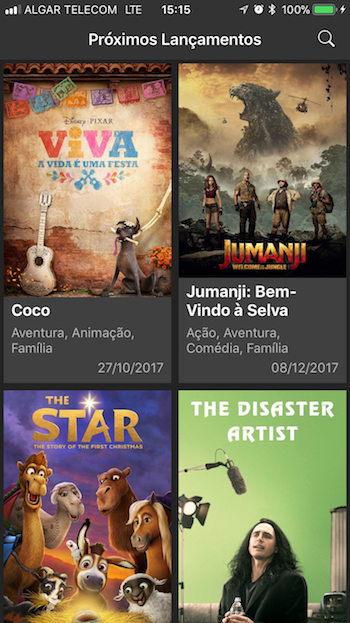 ALGAR TELECOM LTE 15:15 100%
Próximos Lançamentos
Disney PIXAR
VIVA
A VIDA É UMA FESTA
Coco
Aventura, Animação,
Família
27/10/2017
JUMANJI
WELCOME TO THE JUNGLE
Jumanji: Bem-
Vindo à Selva
Ação, Aventura,
Comédia, Família
08/12/2017
THE
STAR
THE STORY OF THE FIRST CHRISTMAS
THE DISASTER
ARTIST